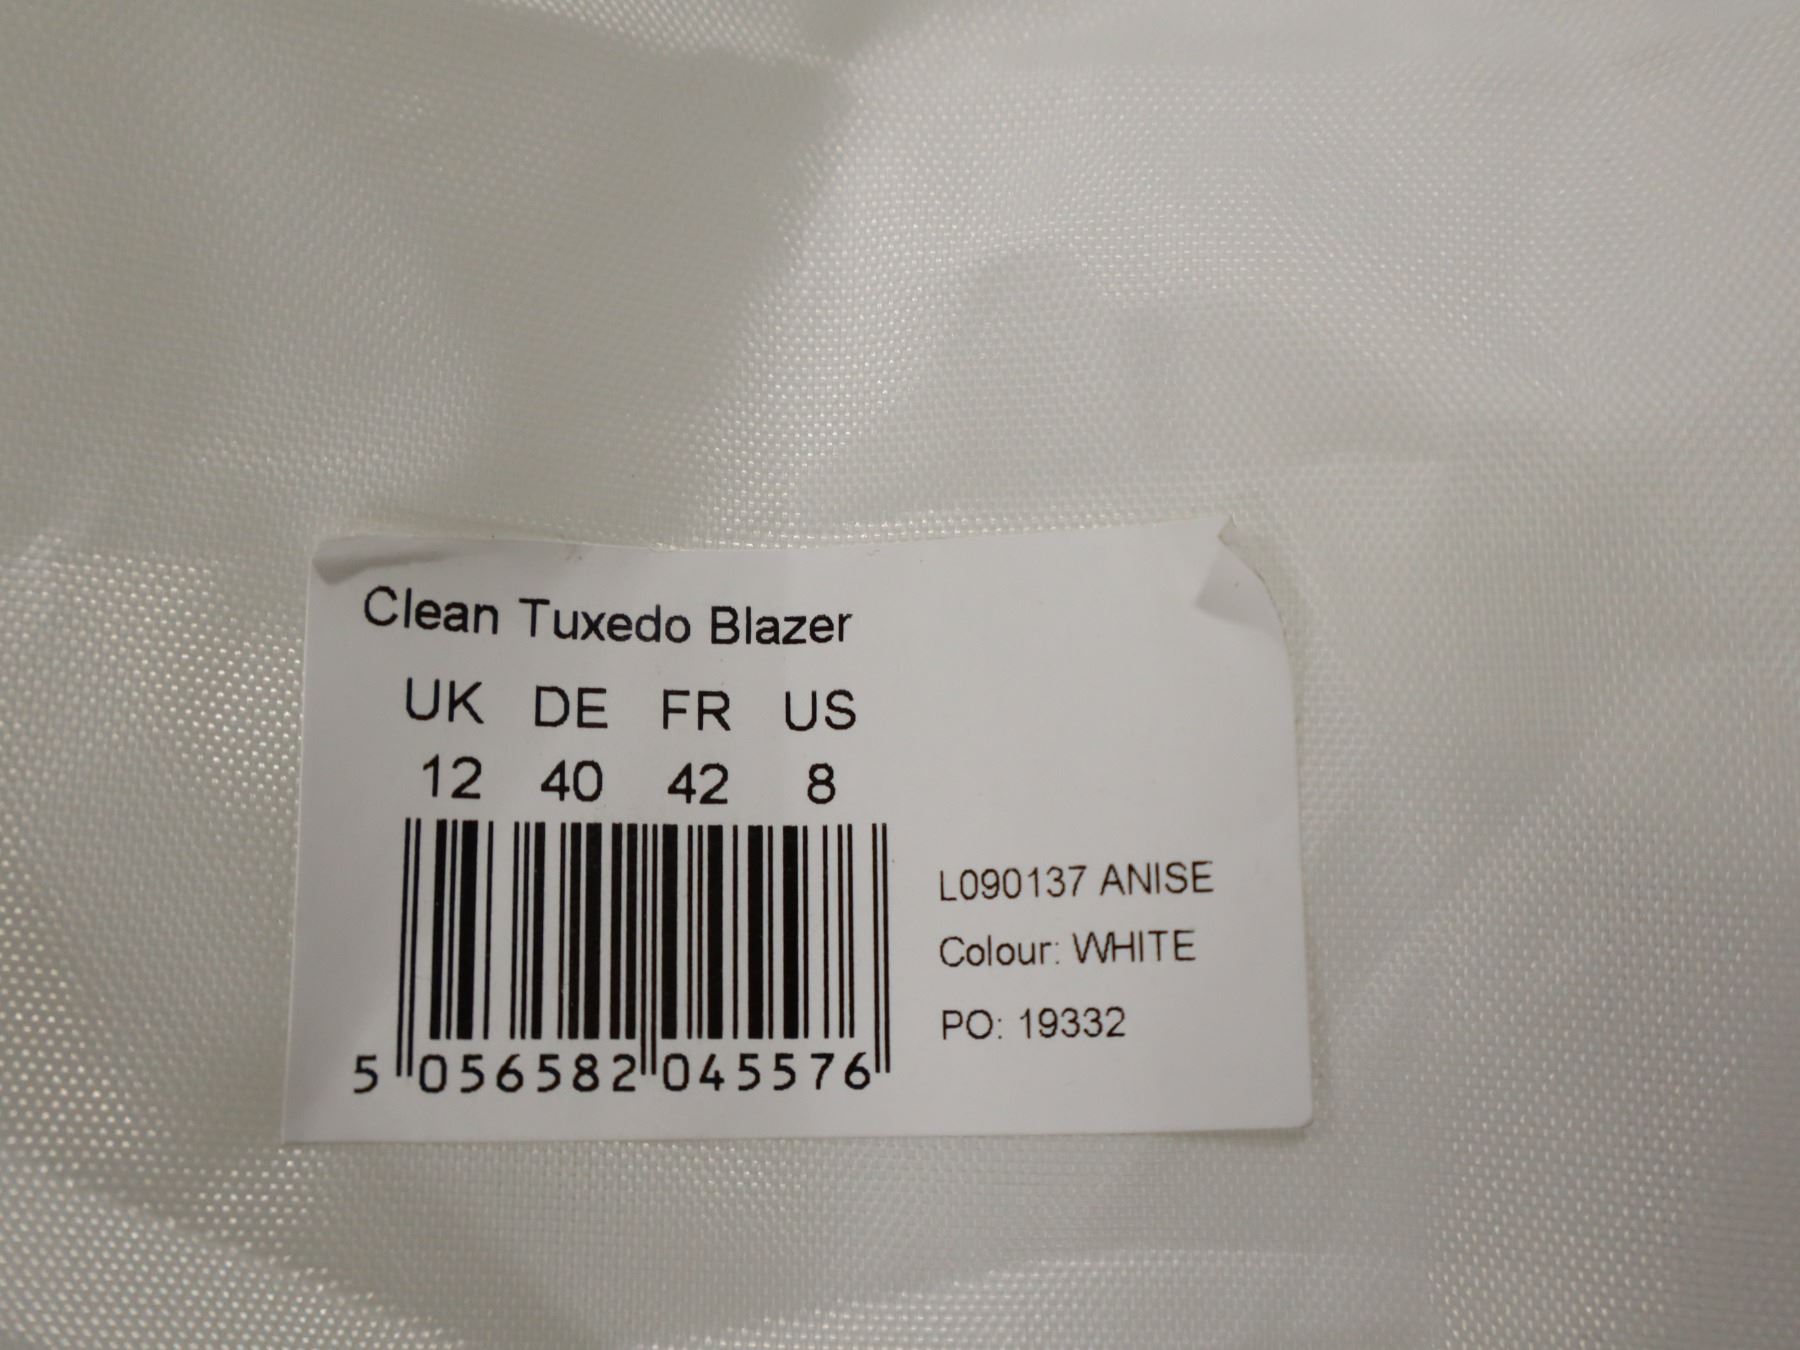 Clean Tuxedo Blazer
UK DE FR US
12 40 42 8
L090137 ANISE
Colour: WHITE
PO: 19332
5 056582 045576